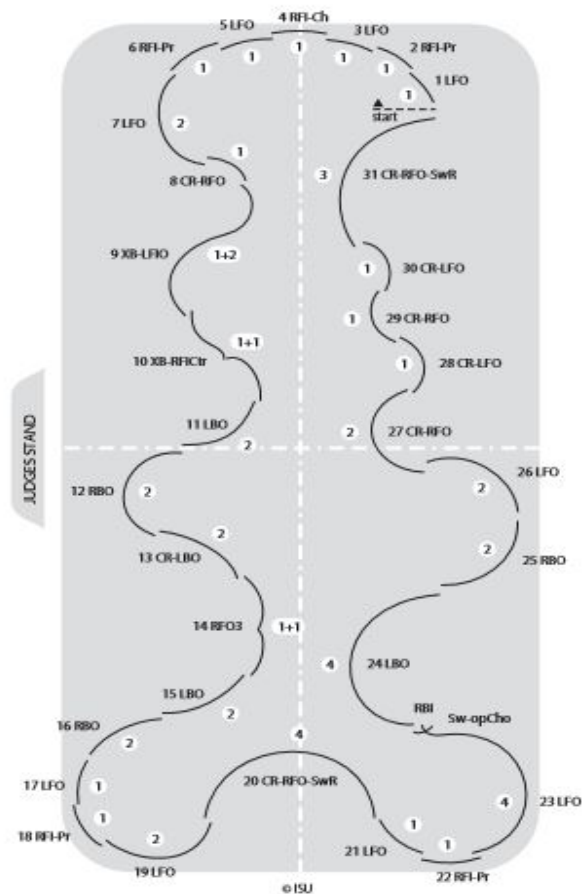 4 RFI-Ch
5 LFO
3 LFO
6 RFI-Pr
2 RFI-Pr
1
1
1
1
1
1 LFO
1
start
7 LFO
2
1
8 CR-RFO
3
31 CR-RFO-SwR
9 XB-LFIO
1+2
1
30 CR-LFO
1
29 CR-RFO
1+1
10 XB-RFICtr
1
28 CR-LFO
11 LBO
2
2
27 CR-RFO
JUDGES STAND
26 LFO
12 RBO
2
2
2
13 CR-LBO
2
25 RBO
14 RFO3
1+1
4
24 LBO
15 LBO
2
RBI
Sw-opCho
16 RBO
2
4
17 LFO
1
20 CR-RFO-SwR
4
23 LFO
1
18 RFI-Pr
2
19 LFO
1
21 LFO
1
22 RFI-Pr
© ISU